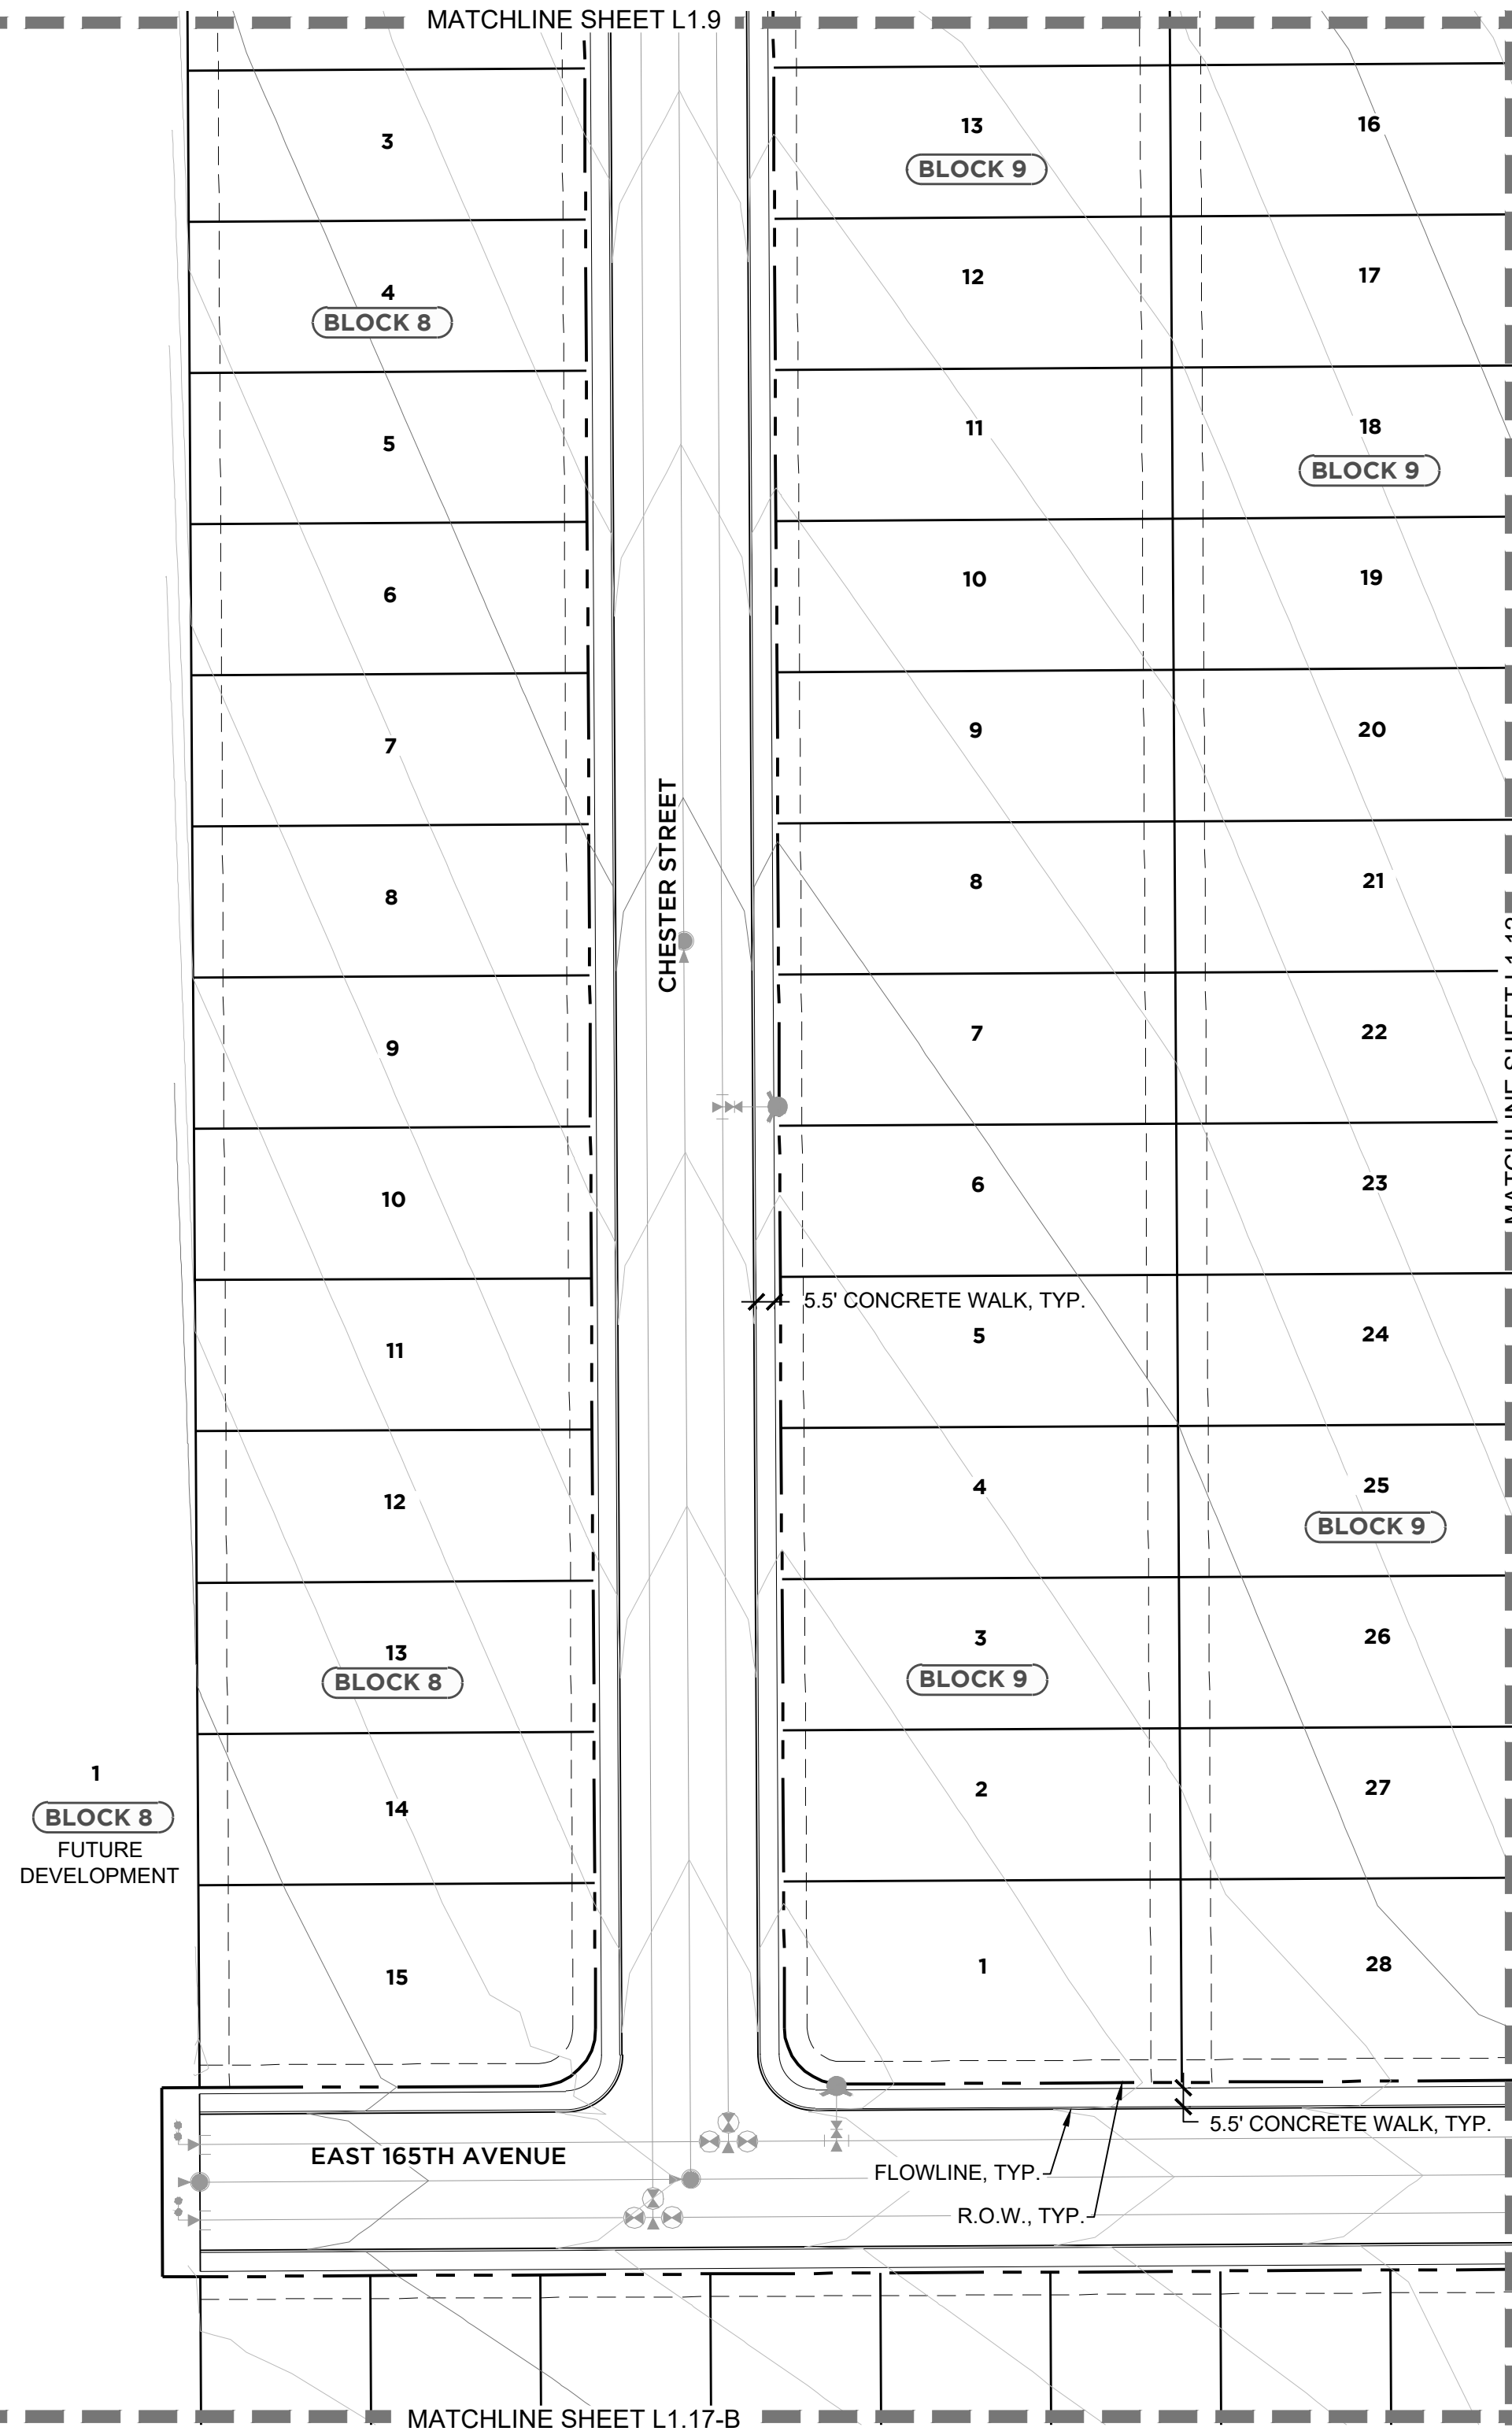 MATCHLINE SHEET L1.9
3
4
BLOCK 8
5
6
7
8
9
10
11
12
13
BLOCK 8
14
15
1
BLOCK 8
FUTURE
DEVELOPMENT
CHESTER STREET
13
BLOCK 9
12
11
10
9
8
7
6
5.5' CONCRETE WALK, TYP.
5
4
3
BLOCK 9
2
1
16
17
18
BLOCK 9
19
20
21
22
23
24
25
BLOCK 9
26
27
28
MATCHLINE SHEET
5.5' CONCRETE WALK, TYP.
EAST 165TH AVENUE
FLOWLINE, TYP.
R.O.W., TYP.
MATCHLINE SHEET L1.17-B